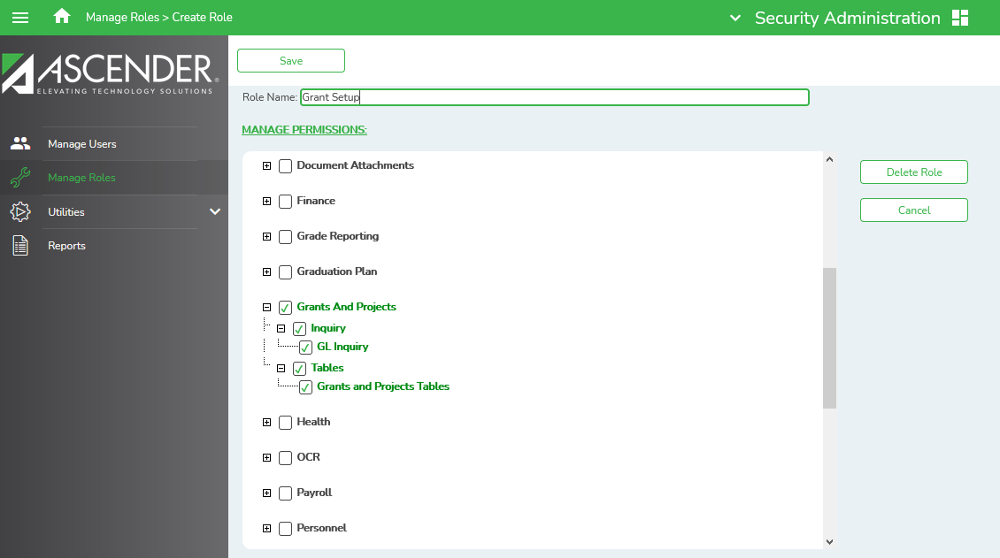 Manage Roles > Create Role
Security Administration
ASCENDER®
ELEVATING TECHNOLOGY SOLUTIONS
Manage Users
Manage Roles
Utilities
Reports
Save
Role Name: Grant Setup
MANAGE PERMISSIONS:
Document Attachments
Finance
Grade Reporting
Graduation Plan
Grants And Projects
Inquiry
GL Inquiry
Tables
Grants and Projects Tables
Health
OCR
Payroll
Personnel
Delete Role
Cancel